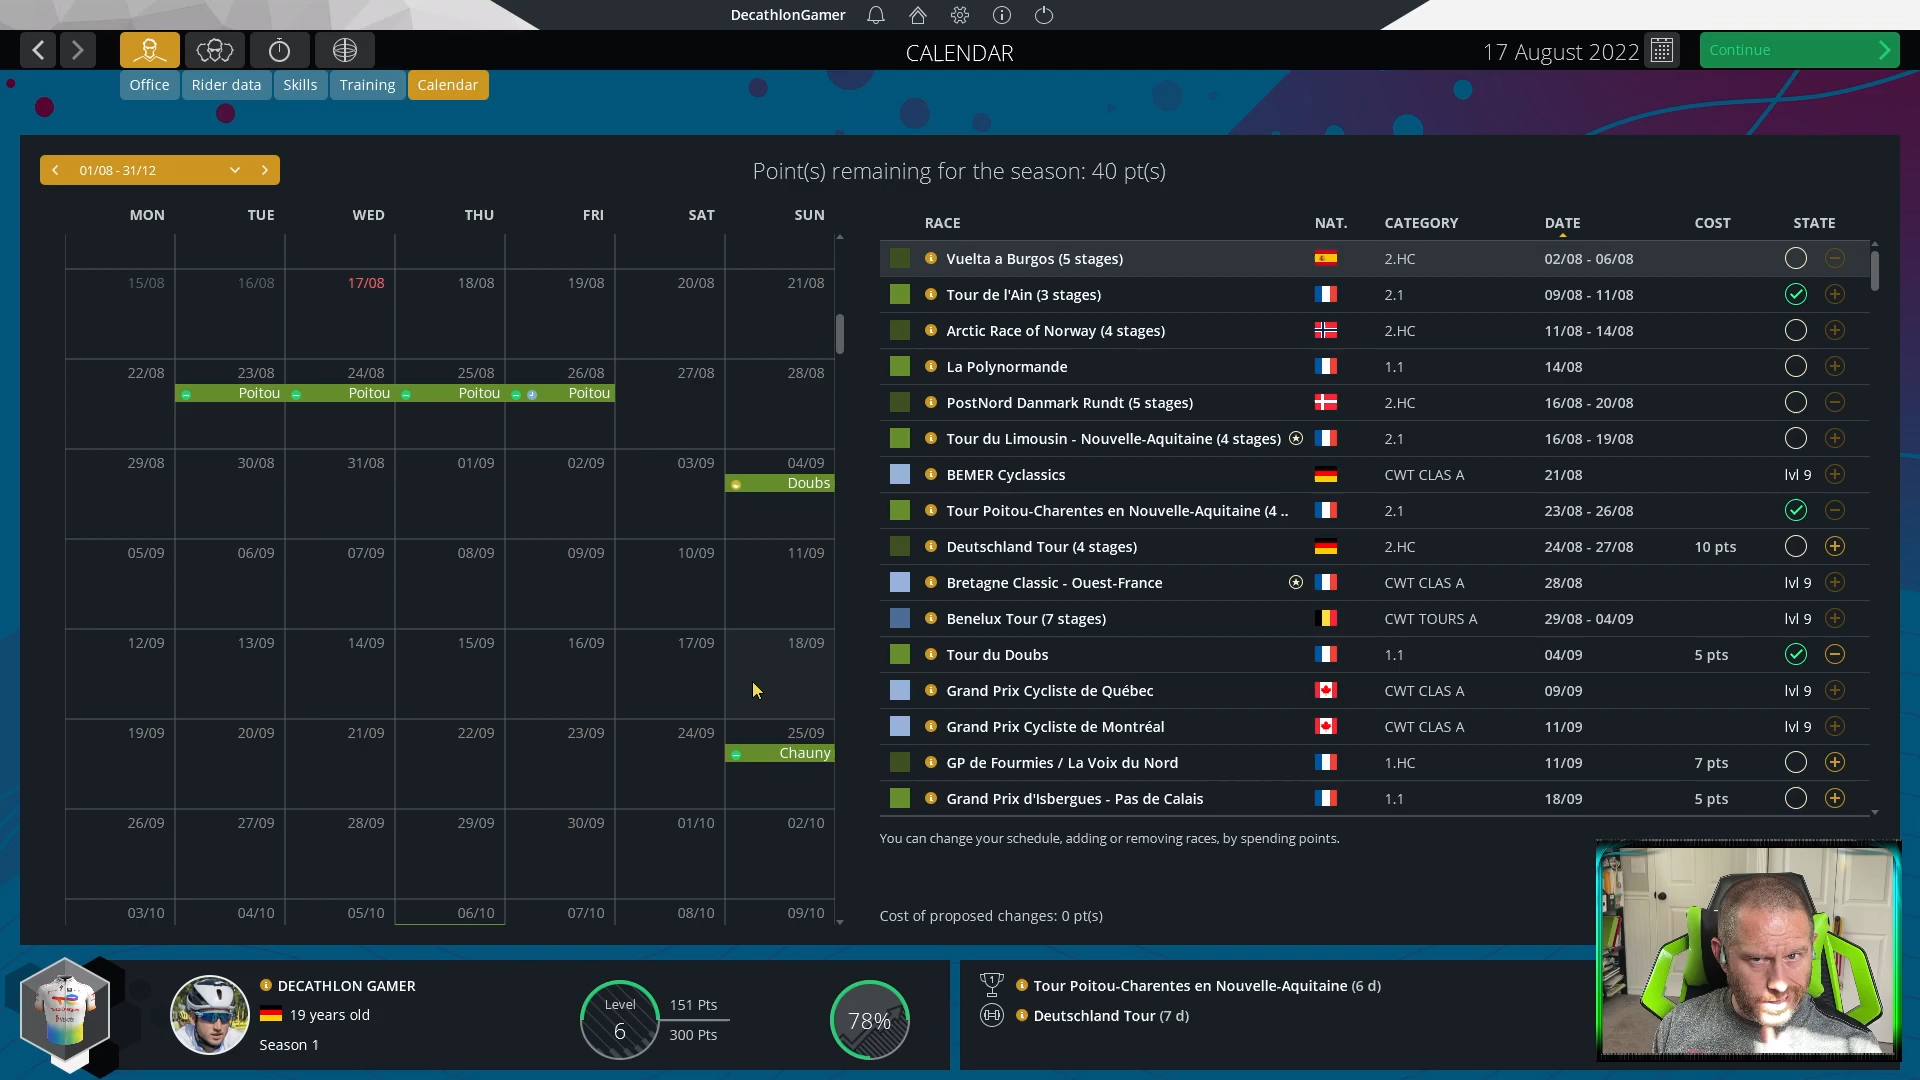 DecathlonGamer
CALENDAR
17 August 2022
Continue
Office
Rider data
Skills
Training
Calendar
01/08 - 31/12
Point(s) remaining for the season: 40 pt(s)
MON TUE WED THU FRI SAT SUN
15/08 16/08 17/08 18/08 19/08 20/08 21/08
22/08 23/08 24/08 25/08 26/08 27/08 28/08
Poitou Poitou Poitou Poitou
29/08 30/08 31/08 01/09 02/09 03/09 04/09
Doubs
05/09 06/09 07/09 08/09 09/09 10/09 11/09
12/09 13/09 14/09 15/09 16/09 17/09 18/09
19/09 20/09 21/09 22/09 23/09 24/09 25/09
Chauny
26/09 27/09 28/09 29/09 30/09 01/10 02/10
03/10 04/10 05/10 06/10 07/10 08/10 09/10
RACE NAT. CATEGORY DATE COST STATE
Vuelta a Burgos (5 stages) 2.HC 02/08 - 06/08
Tour de l'Ain (3 stages) 2.1 09/08 - 11/08
Arctic Race of Norway (4 stages) 2.HC 11/08 - 14/08
La Polynormande 1.1 14/08
PostNord Danmark Rundt (5 stages) 2.HC 16/08 - 20/08
Tour du Limousin - Nouvelle-Aquitaine (4 stages) 2.1 16/08 - 19/08
BEMER Cyclassics CWT CLAS A 21/08 lvl 9
Tour Poitou-Charentes en Nouvelle-Aquitaine (4 .. 2.1 23/08 - 26/08
Deutschland Tour (4 stages) 2.HC 24/08 - 27/08 10 pts
Bretagne Classic - Ouest-France CWT CLAS A 28/08 lvl 9
Benelux Tour (7 stages) CWT TOURS A 29/08 - 04/09 lvl 9
Tour du Doubs 1.1 04/09 5 pts
Grand Prix Cycliste de Québec CWT CLAS A 09/09 lvl 9
Grand Prix Cycliste de Montréal CWT CLAS A 11/09 lvl 9
GP de Fourmies / La Voix du Nord 1.HC 11/09 7 pts
Grand Prix d'Isbergues - Pas de Calais 1.1 18/09 5 pts
You can change your schedule, adding or removing races, by spending points.
Cost of proposed changes: 0 pt(s)
DECATHLON GAMER
19 years old
Season 1
Level
6
151 Pts
300 Pts
78%
Tour Poitou-Charentes en Nouvelle-Aquitaine (6 d)
Deutschland Tour (7 d)